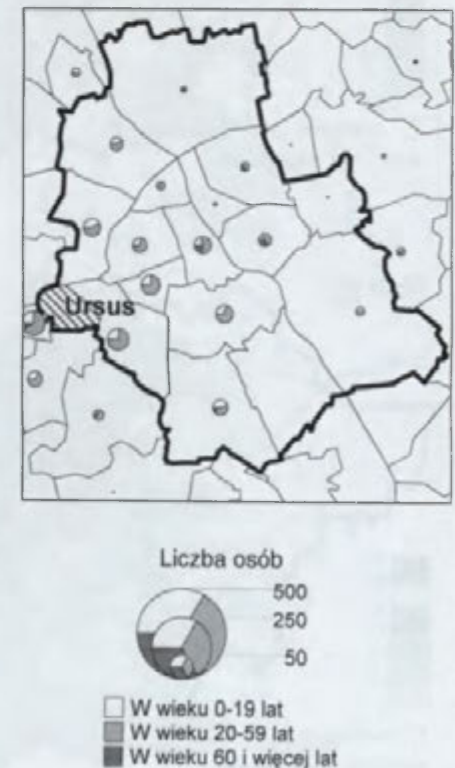 Ursus
Liczba osób
500
250
50
W wieku 0-19 lat
W wieku 20-59 lat
W wieku 60 i więcej lat